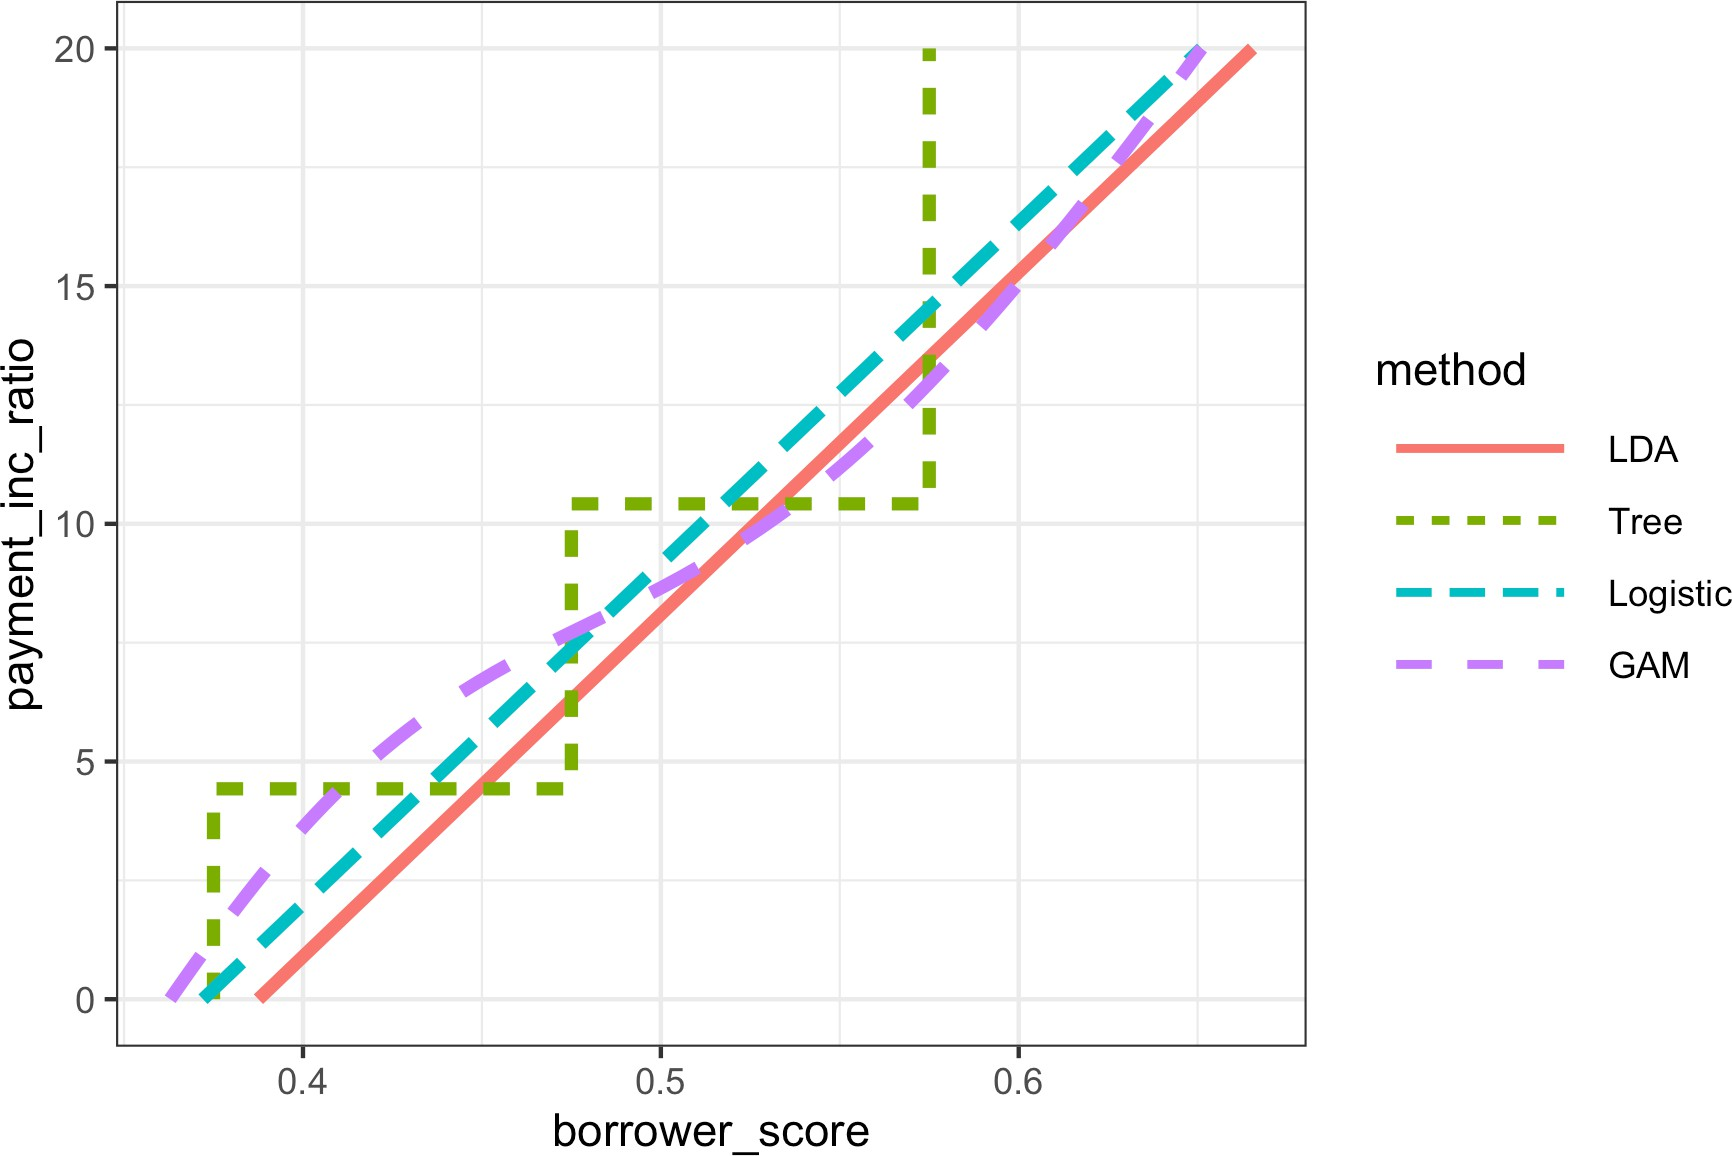 20
15
10
5
0
payment_inc_ratio
0.4
0.5
0.6
borrower_score
method
LDA
Tree
Logistic
GAM